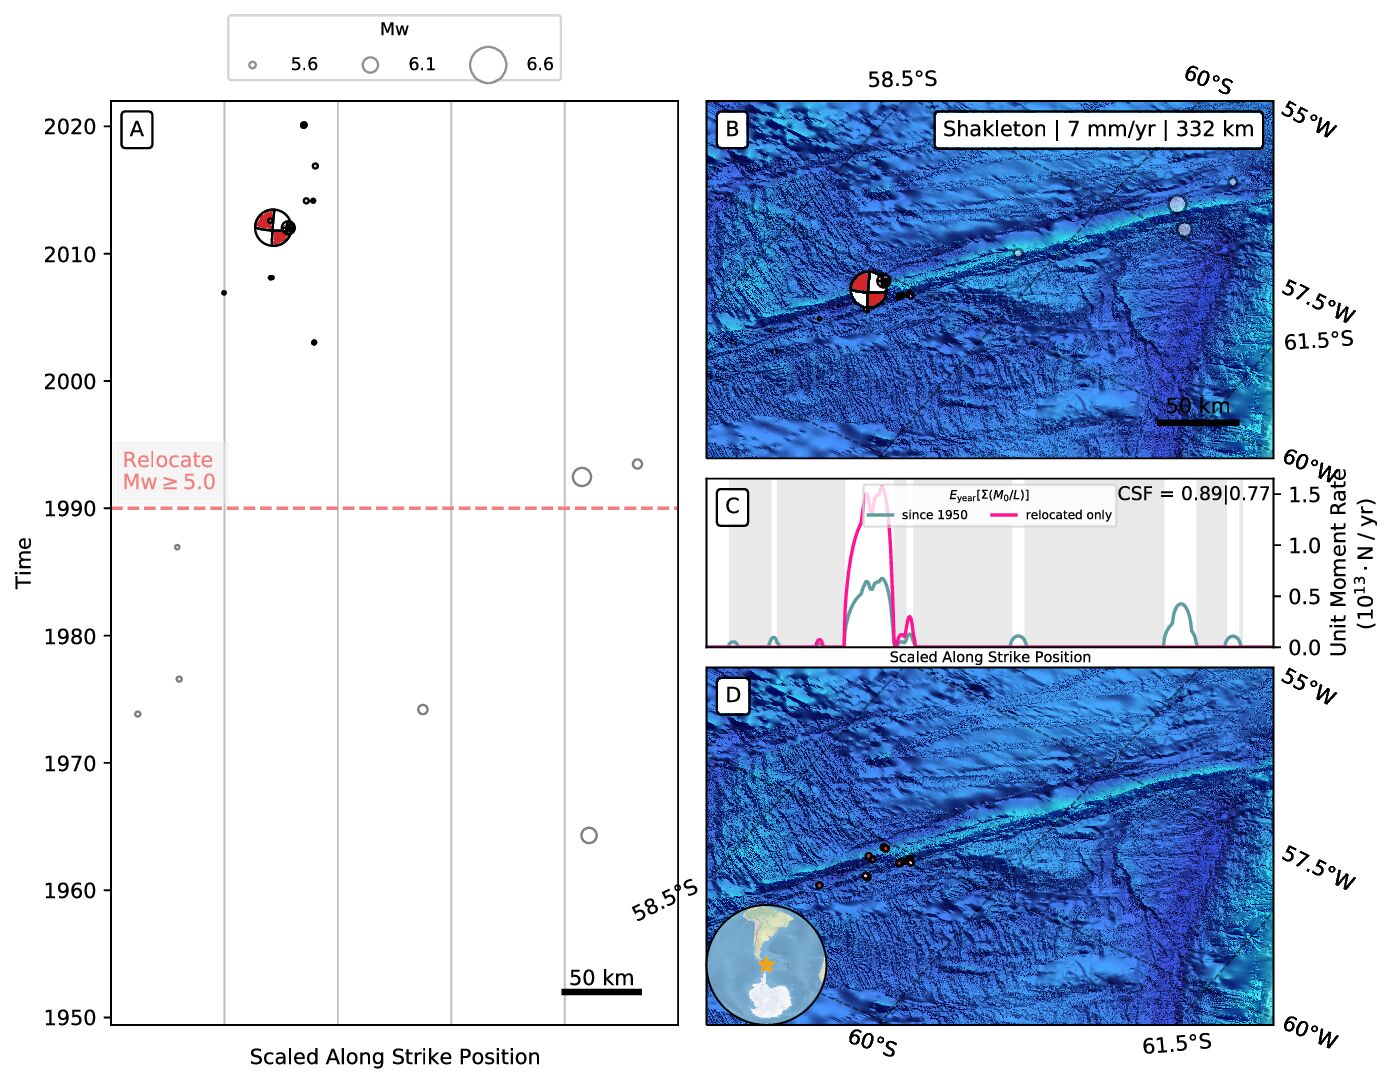 Mw
5.6 6.1 6.6
A
2020
2010
2000
1990
1980
1970
1960
1950
Time
Relocate
Mw ≥ 5.0
50 km
Scaled Along Strike Position
58.5°S
60°S
55°W
B
Shakleton | 7 mm/yr | 332 km
57.5°W
61.5°S
50 km
60°W
C
E_year[Σ(M_0/L)]
since 1950 relocated only
CSF = 0.89|0.77
1.5
1.0
0.5
0.0
Unit Moment Rate
(10^13 · N / yr)
Scaled Along Strike Position
D
55°W
57.5°W
58.5°S
60°W
60°S
61.5°S